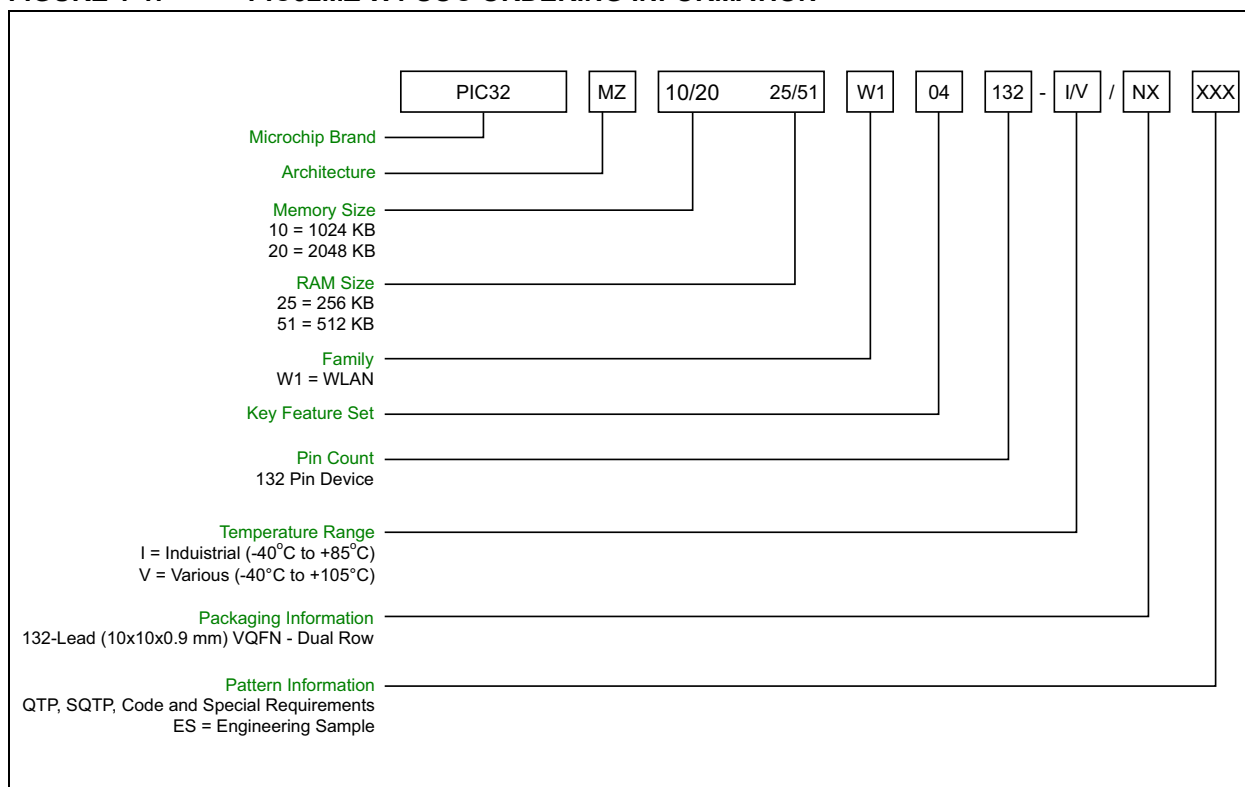 PIC32 MZ 10/20 25/51 W1 04 132 - I/V / NX XXX
Microchip Brand
Architecture
Memory Size
10 = 1024 KB
20 = 2048 KB
RAM Size
25 = 256 KB
51 = 512 KB
Family
W1 = WLAN
Key Feature Set
Pin Count
132 Pin Device
Temperature Range
I = Induistrial (-40°C to +85°C)
V = Various (-40°C to +105°C)
Packaging Information
132-Lead (10x10x0.9 mm) VQFN - Dual Row
Pattern Information
QTP, SQTP, Code and Special Requirements
ES = Engineering Sample